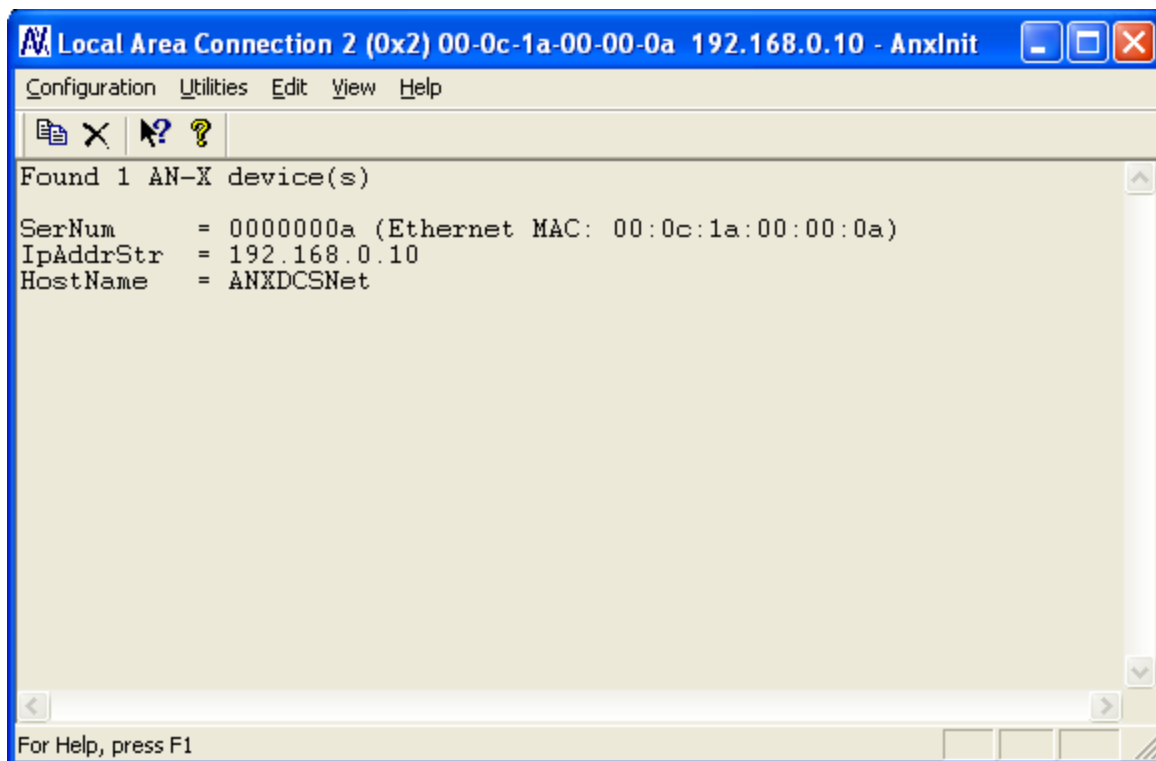 AX Local Area Connection 2 (0x2) 00-0c-1a-00-00-0a 192.168.0.10 - AnxInit
Configuration Utilities Edit View Help
Found 1 AN-X device(s)
SerNum = 0000000a (Ethernet MAC: 00:0c:1a:00:00:0a)
IpAddrStr = 192.168.0.10
HostName = ANXDCSNet
For Help, press F1